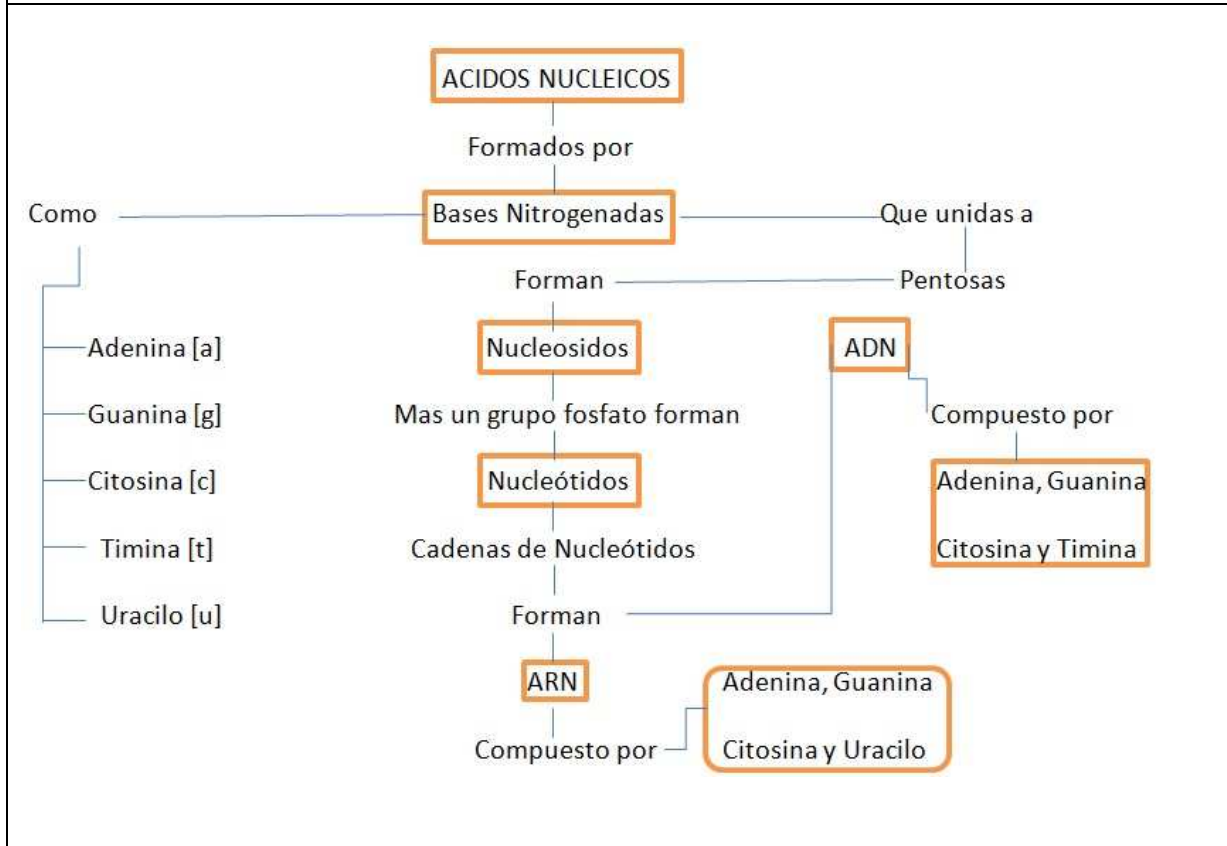 ACIDOS NUCLEICOS
Formados por
Como
Bases Nitrogenadas
Que unidas a
Forman
Pentosas
Adenina [a]
Nucleosidos
ADN
Guanina [g]
Mas un grupo fosfato forman
Compuesto por
Citosina [c]
Nucleótidos
Adenina, Guanina
Citosina y Timina
Timina [t]
Cadenas de Nucleótidos
Uracilo [u]
Forman
ARN
Adenina, Guanina
Compuesto por
Citosina y Uracilo